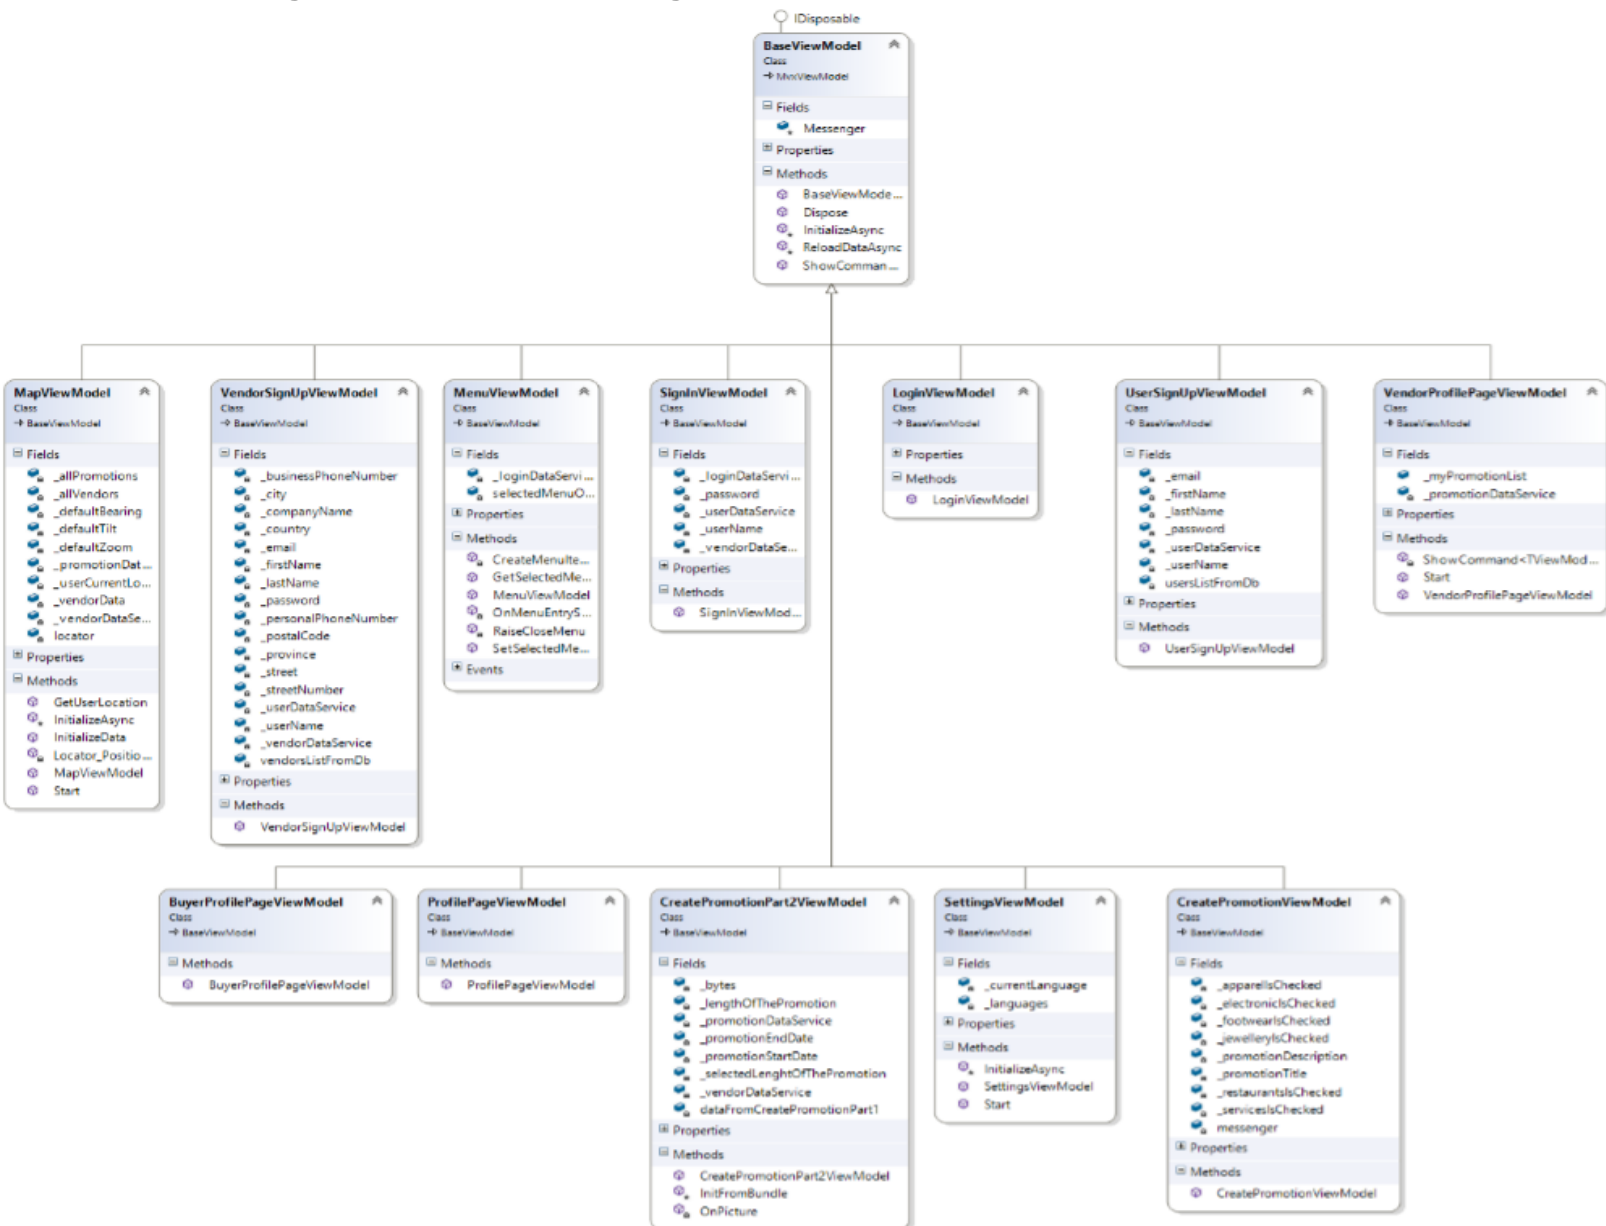 IDisposable
BaseViewModel
Class
MvxViewModel
Fields
Messenger
Properties
Methods
BaseViewMode...
Dispose
InitializeAsync
ReloadDataAsync
ShowComman...
MapViewModel
Class
BaseViewModel
Fields
_allPromotions
_allVendors
_defaultBearing
_defaultTilt
_defaultZoom
_promotionDat...
_userCurrentLo...
_vendorData
_vendorDataSe...
locator
Properties
Methods
GetUserLocation
InitializeAsync
InitializeData
Locator_Positio...
MapViewModel
Start
VendorSignUpViewModel
Class
BaseViewModel
Fields
_businessPhoneNumber
_city
_companyName
_country
_email
_firstName
_lastName
_password
_personalPhoneNumber
_postalCode
_province
_street
_streetNumber
_userDataService
_userName
_vendorDataService
vendorsListFromDb
Properties
Methods
VendorSignUpViewModel
MenuViewModel
Class
BaseViewModel
Fields
_loginDataServi...
selectedMenuO...
Properties
Methods
CreateMenuIte...
GetSelectedMe...
MenuViewModel
OnMenuEntryS...
RaiseCloseMenu
SetSelectedMe...
Events
SignInViewModel
Class
BaseViewModel
Fields
_loginDataServi...
_password
_userDataService
_userName
_vendorDataSe...
Properties
Methods
SignInViewMod...
LoginViewModel
Class
BaseViewModel
Properties
Methods
LoginViewModel
UserSignUpViewModel
Class
BaseViewModel
Fields
_email
_firstName
_lastName
_password
_userDataService
_userName
usersListFromDb
Properties
Methods
UserSignUpViewModel
VendorProfilePageViewModel
Class
BaseViewModel
Fields
_myPromotionList
_promotionDataService
Properties
Methods
ShowCommand<TViewMod...
Start
VendorProfilePageViewModel
BuyerProfilePageViewModel
Class
BaseViewModel
Methods
BuyerProfilePageViewModel
ProfilePageViewModel
Class
BaseViewModel
Methods
ProfilePageViewModel
CreatePromotionPart2ViewModel
Class
BaseViewModel
Fields
_bytes
_lengthOfThePromotion
_promotionDataService
_promotionEndDate
_promotionStartDate
_selectedLenghtOfThePromotion
_vendorDataService
dataFromCreatePromotionPart1
Properties
Methods
CreatePromotionPart2ViewModel
InitFromBundle
OnPicture
SettingsViewModel
Class
BaseViewModel
Fields
_currentLanguage
_languages
Properties
Methods
InitializeAsync
SettingsViewModel
Start
CreatePromotionViewModel
Class
BaseViewModel
Fields
_apparelIsChecked
_electronicIsChecked
_footwearIsChecked
_jewelleryIsChecked
_promotionDescription
_promotionTitle
_restaurantsIsChecked
_servicesIsChecked
messenger
Properties
Methods
CreatePromotionViewModel